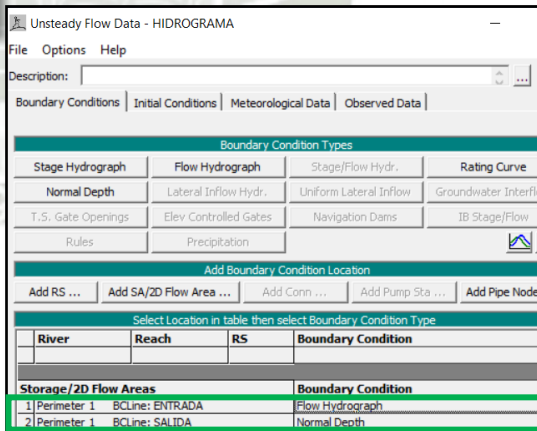 Unsteady Flow Data - HIDROGRAMA
File Options Help
Description: ...
Boundary Conditions Initial Conditions Meteorological Data Observed Data
Boundary Condition Types
Stage Hydrograph Flow Hydrograph Stage/Flow Hydr. Rating Curve
Normal Depth Lateral Inflow Hydr. Uniform Lateral Inflow Groundwater Interfl
T.S. Gate Openings Elev Controlled Gates Navigation Dams IB Stage/Flow
Rules Precipitation
Add Boundary Condition Location
Add RS ... Add SA/2D Flow Area ... Add Conn ... Add Pump Sta ... Add Pipe Node
Select Location in table then select Boundary Condition Type
River Reach RS Boundary Condition
Storage/2D Flow Areas Boundary Condition
1 Perimeter 1 BCLine: ENTRADA Flow Hydrograph
2 Perimeter 1 BCLine: SALIDA Normal Depth